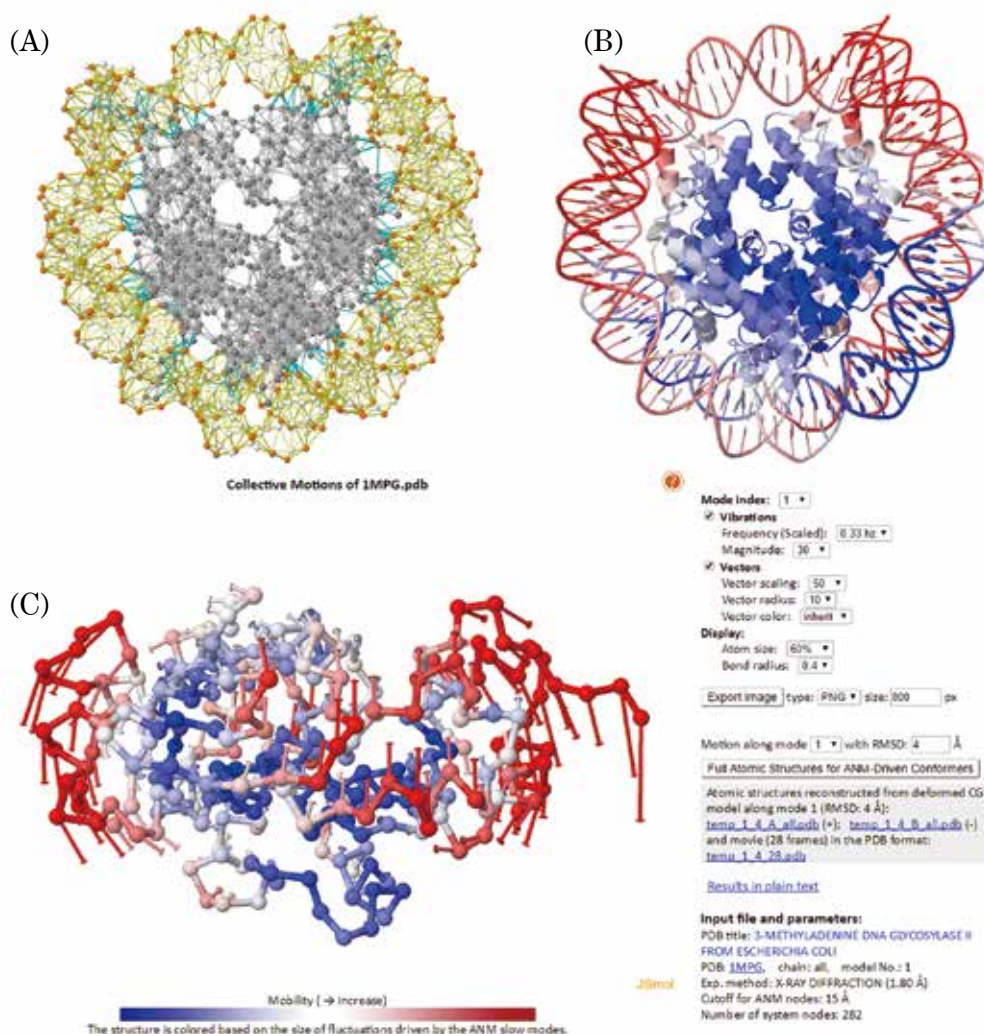 (A)
(B)
Collective Motions of 1MPG.pdb
(C)
Mode index: 1
Vibrations
Frequency (Scaled): 0.33 hz
Magnitude: 30
Vectors
Vector scaling: 50
Vector radius: 10
Vector color: inherit
Display:
Atom size: 60%
Bond radius: 0.4
Export image type: PNG size: 800 px
Motion along mode 1 with RMSD: 4 Å
Full Atomic Structures for ANM-Driven Conformers
Atomic structures reconstructed from deformed CG
model along mode 1 (RMSD: 4 Å):
temp_1_4_A_all.pdb (+); temp_1_4_B_all.pdb (-)
and movie (28 frames) in the PDB format:
temp_1_4_28.pdb
Results in plain text
Input file and parameters:
PDB title: 3-METHYLADENINE DNA GLYCOSYLASE II
FROM ESCHERICHIA COLI
PDB: 1MPG, chain: all, model No.: 1
Exp. method: X-RAY DIFFRACTION (1.80 Å)
Cutoff for ANM nodes: 15 Å
Number of system nodes: 282
Mobility ( → increase)
The structure is colored based on the size of fluctuations driven by the ANM slow modes.